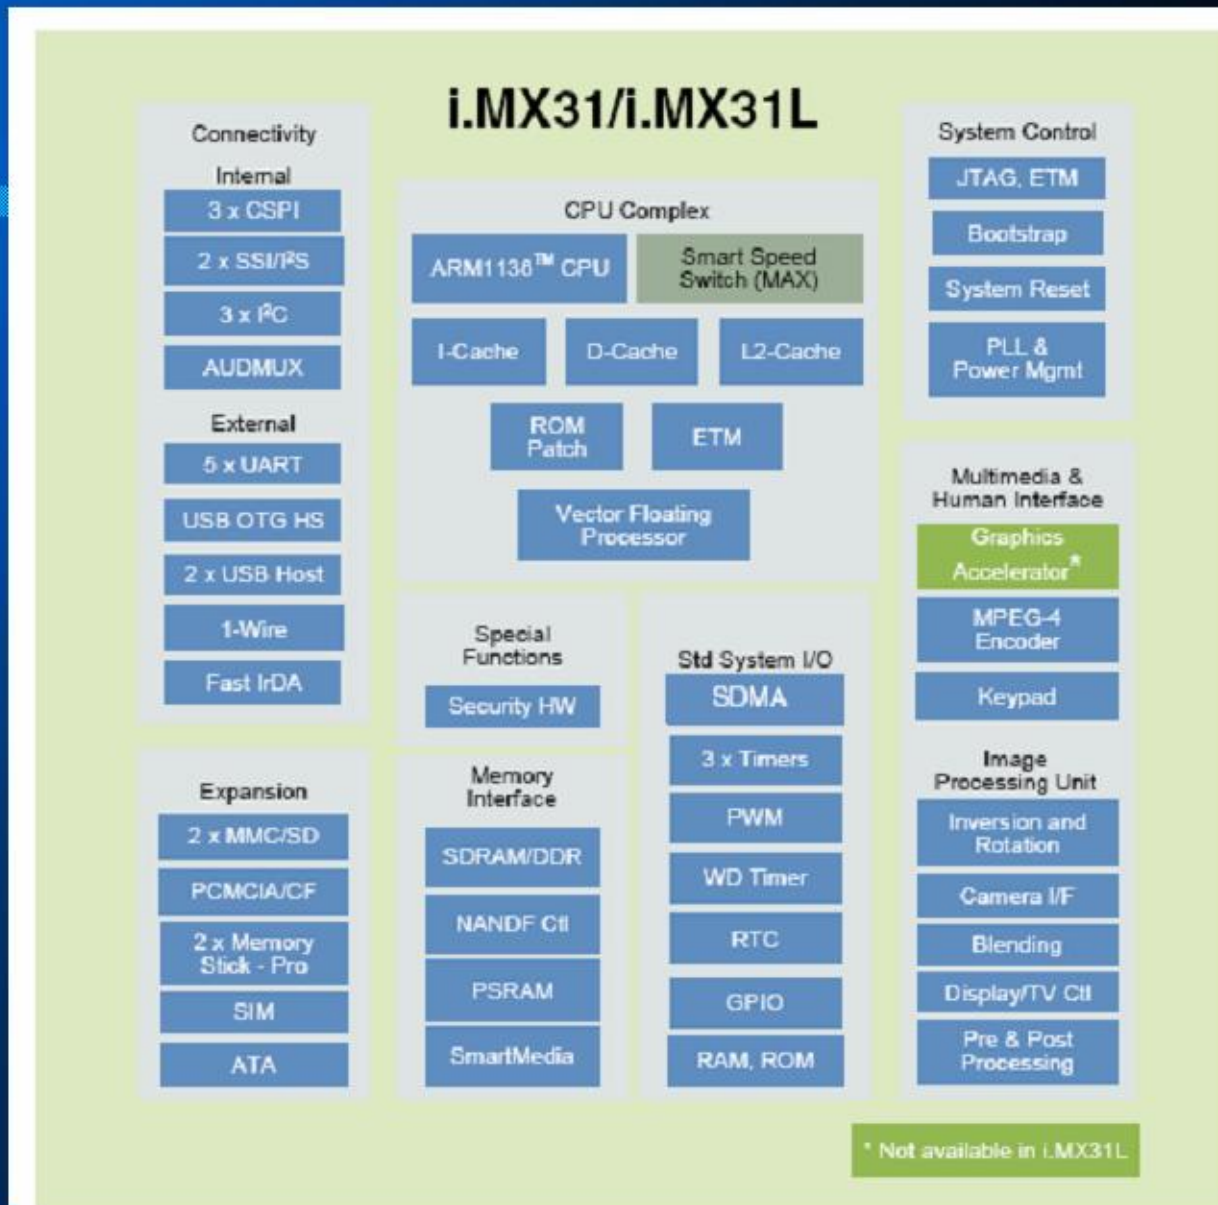 i.MX31/i.MX31L
Connectivity
Internal
3 x CSPI
2 x SSI/I²S
3 x I²C
AUDMUX
External
5 x UART
USB OTG HS
2 x USB Host
1-Wire
Fast IrDA
Expansion
2 x MMC/SD
PCMCIA/CF
2 x Memory
Stick - Pro
SIM
ATA
CPU Complex
ARM1136™ CPU
Smart Speed
Switch (MAX)
I-Cache
D-Cache
L2-Cache
ROM
Patch
ETM
Vector Floating
Processor
Special
Functions
Security HW
Memory
Interface
SDRAM/DDR
NANDF Ctl
PSRAM
SmartMedia
Std System I/O
SDMA
3 x Timers
PWM
WD Timer
RTC
GPIO
RAM, ROM
System Control
JTAG, ETM
Bootstrap
System Reset
PLL &
Power Mgmt
Multimedia &
Human Interface
Graphics
Accelerator*
MPEG-4
Encoder
Keypad
Image
Processing Unit
Inversion and
Rotation
Camera I/F
Blending
Display/TV Ctl
Pre & Post
Processing
* Not available in i.MX31L